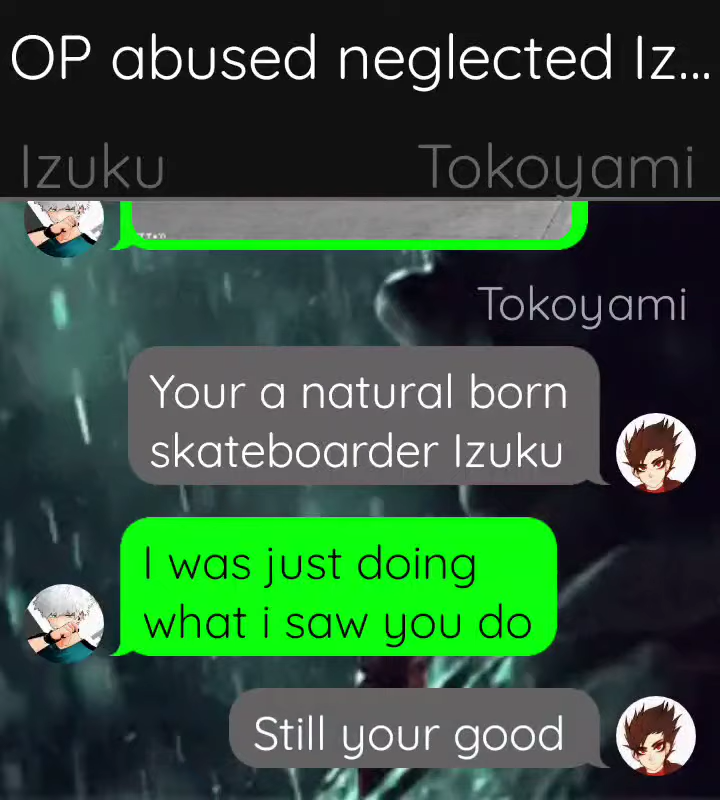 OP abused neglected Iz...
Izuku Tokoyami
Tokoyami
Your a natural born
skateboarder Izuku
I was just doing
what i saw you do
Still your good